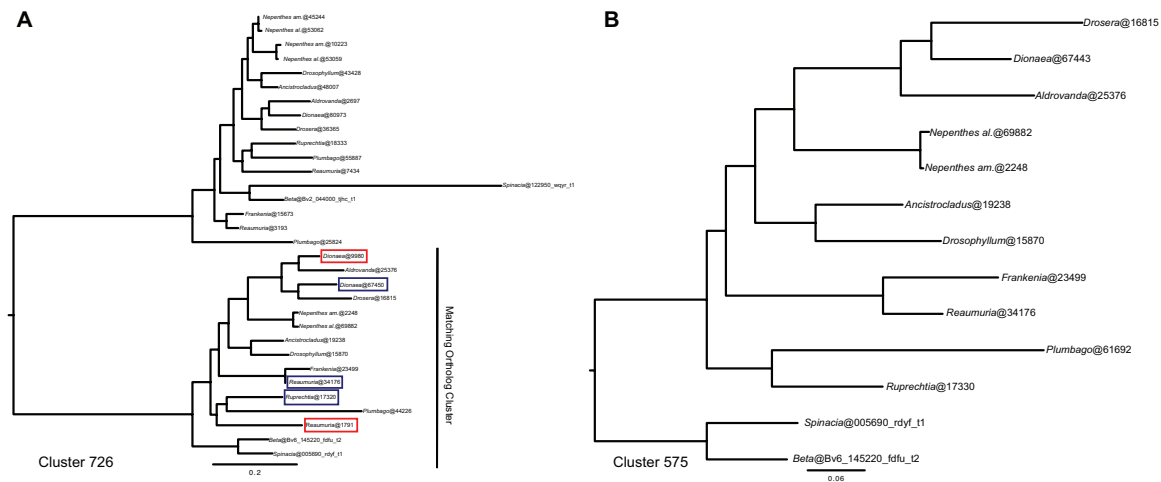 A
Nepenthes am.@45244
Nepenthes al.@53062
Nepenthes am.@10223
Nepenthes al.@53059
Drosophyllum@43428
Ancistrocladus@48007
Aldrovanda@2697
Dionaea@80973
Drosera@36365
Ruprechtia@18333
Plumbago@55887
Reaumuria@7434
Spinacia@122950_wqyr_t1
Beta@Bv2_044000_tjhc_t1
Frankenia@15673
Reaumuria@3193
Plumbago@25824
Dionaea@9980
Aldrovanda@25376
Dionaea@67450
Drosera@16815
Nepenthes am.@2248
Nepenthes al.@69882
Ancistrocladus@19238
Drosophyllum@15870
Frankenia@23499
Reaumuria@34176
Ruprechtia@17320
Plumbago@44226
Reaumuria@1791
Beta@Bv6_145220_fdfu_t2
Spinacia@005690_rdyf_t1
Matching Ortholog Cluster
Cluster 726
0.2
B
Drosera@16815
Dionaea@67443
Aldrovanda@25376
Nepenthes al.@69882
Nepenthes am.@2248
Ancistrocladus@19238
Drosophyllum@15870
Frankenia@23499
Reaumuria@34176
Plumbago@61692
Ruprechtia@17330
Spinacia@005690_rdyf_t1
Beta@Bv6_145220_fdfu_t2
Cluster 575
0.06